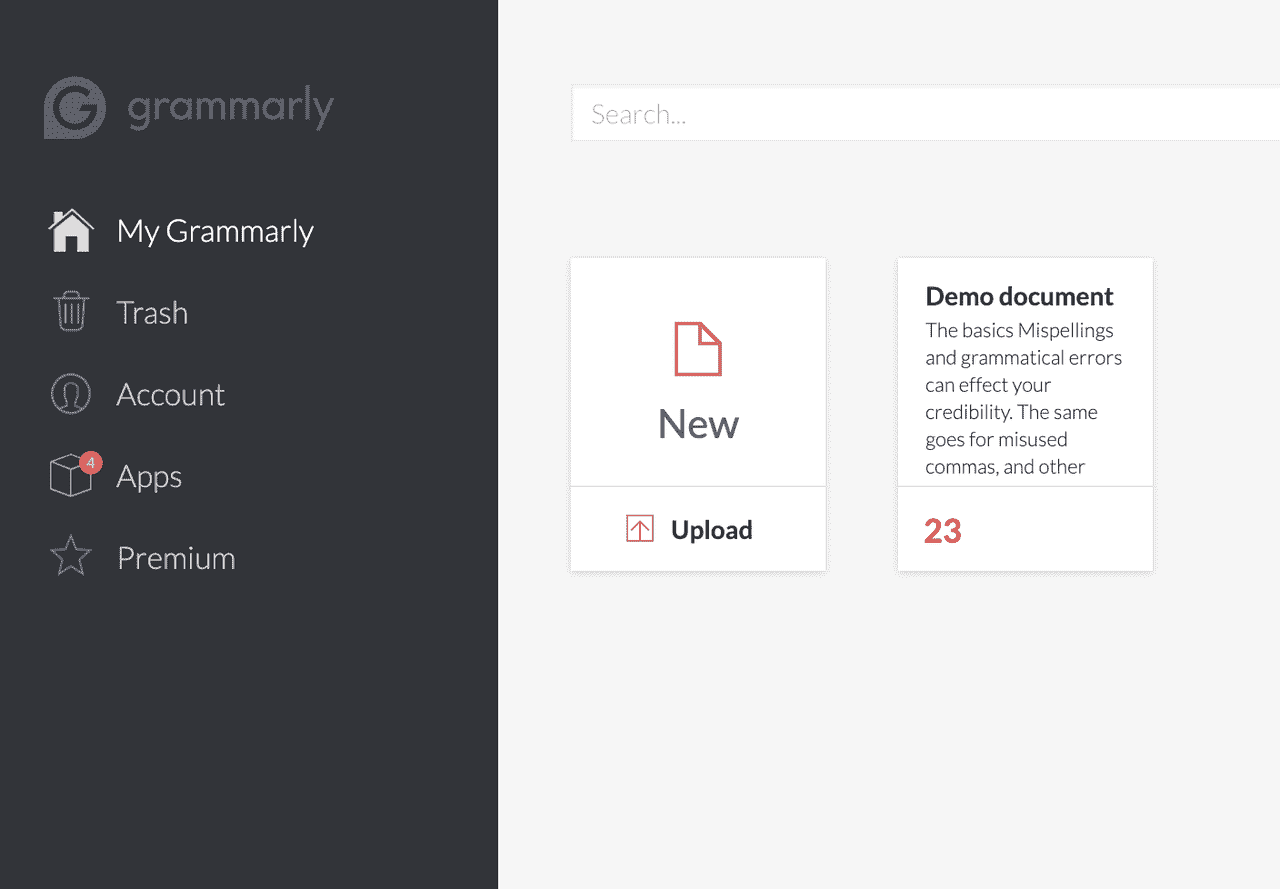 grammarly
My Grammarly
Trash
Account
4
Apps
Premium
Search...
New
Upload
Demo document
The basics Mispellings
and grammatical errors
can effect your
credibility. The same
goes for misused
commas, and other
23